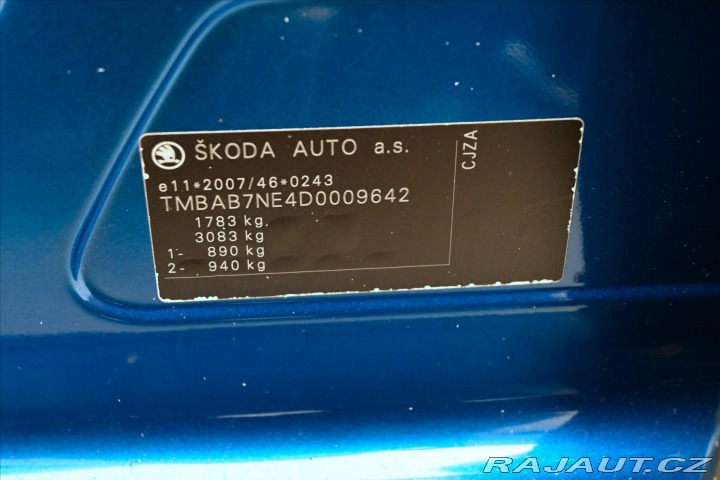 ŠKODA AUTO a.s.
CJZA
e11*2007/46*0243
TMBAB7NE4D0009642
1783 kg
3083 kg
1- 890 kg
2- 940 kg
RAJAUT.CZ